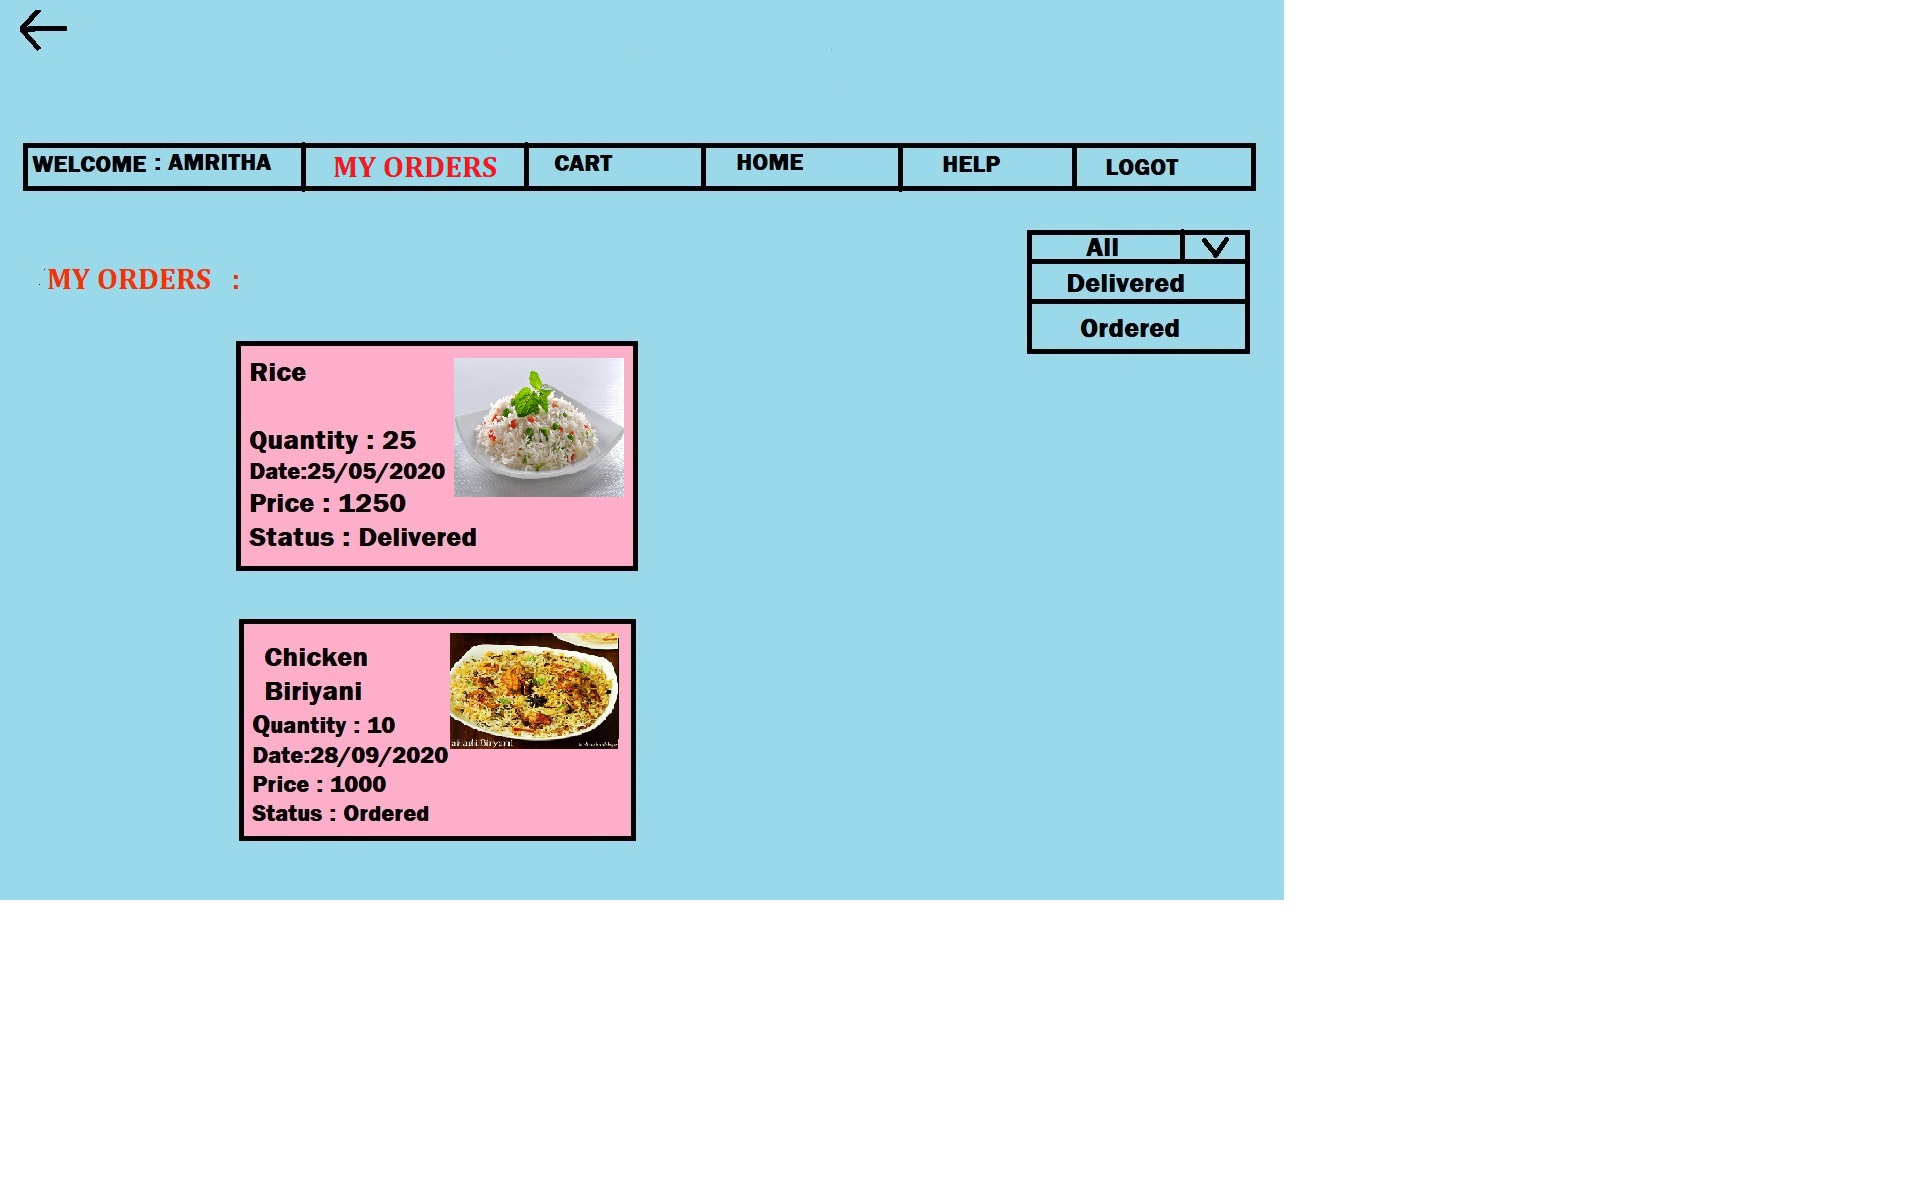 WELCOME : AMRITHA MY ORDERS CART HOME HELP LOGOT
All
Delivered
Ordered
MY ORDERS :
Rice
Quantity : 25
Date:25/05/2020
Price : 1250
Status : Delivered
Chicken
Biriyani
Quantity : 10
Date:28/09/2020
Price : 1000
Status : Ordered